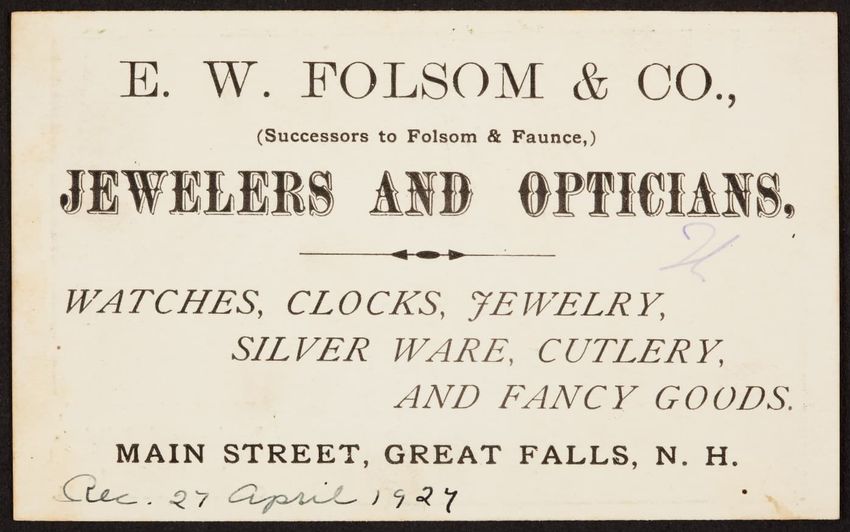 E. W. FOLSOM & CO.,
(Successors to Folsom & Faunce,)
JEWELERS AND OPTICIANS,
WATCHES, CLOCKS, JEWELRY,
SILVER WARE, CUTLERY,
AND FANCY GOODS.
MAIN STREET, GREAT FALLS, N. H.
Rec. 27 April 1927